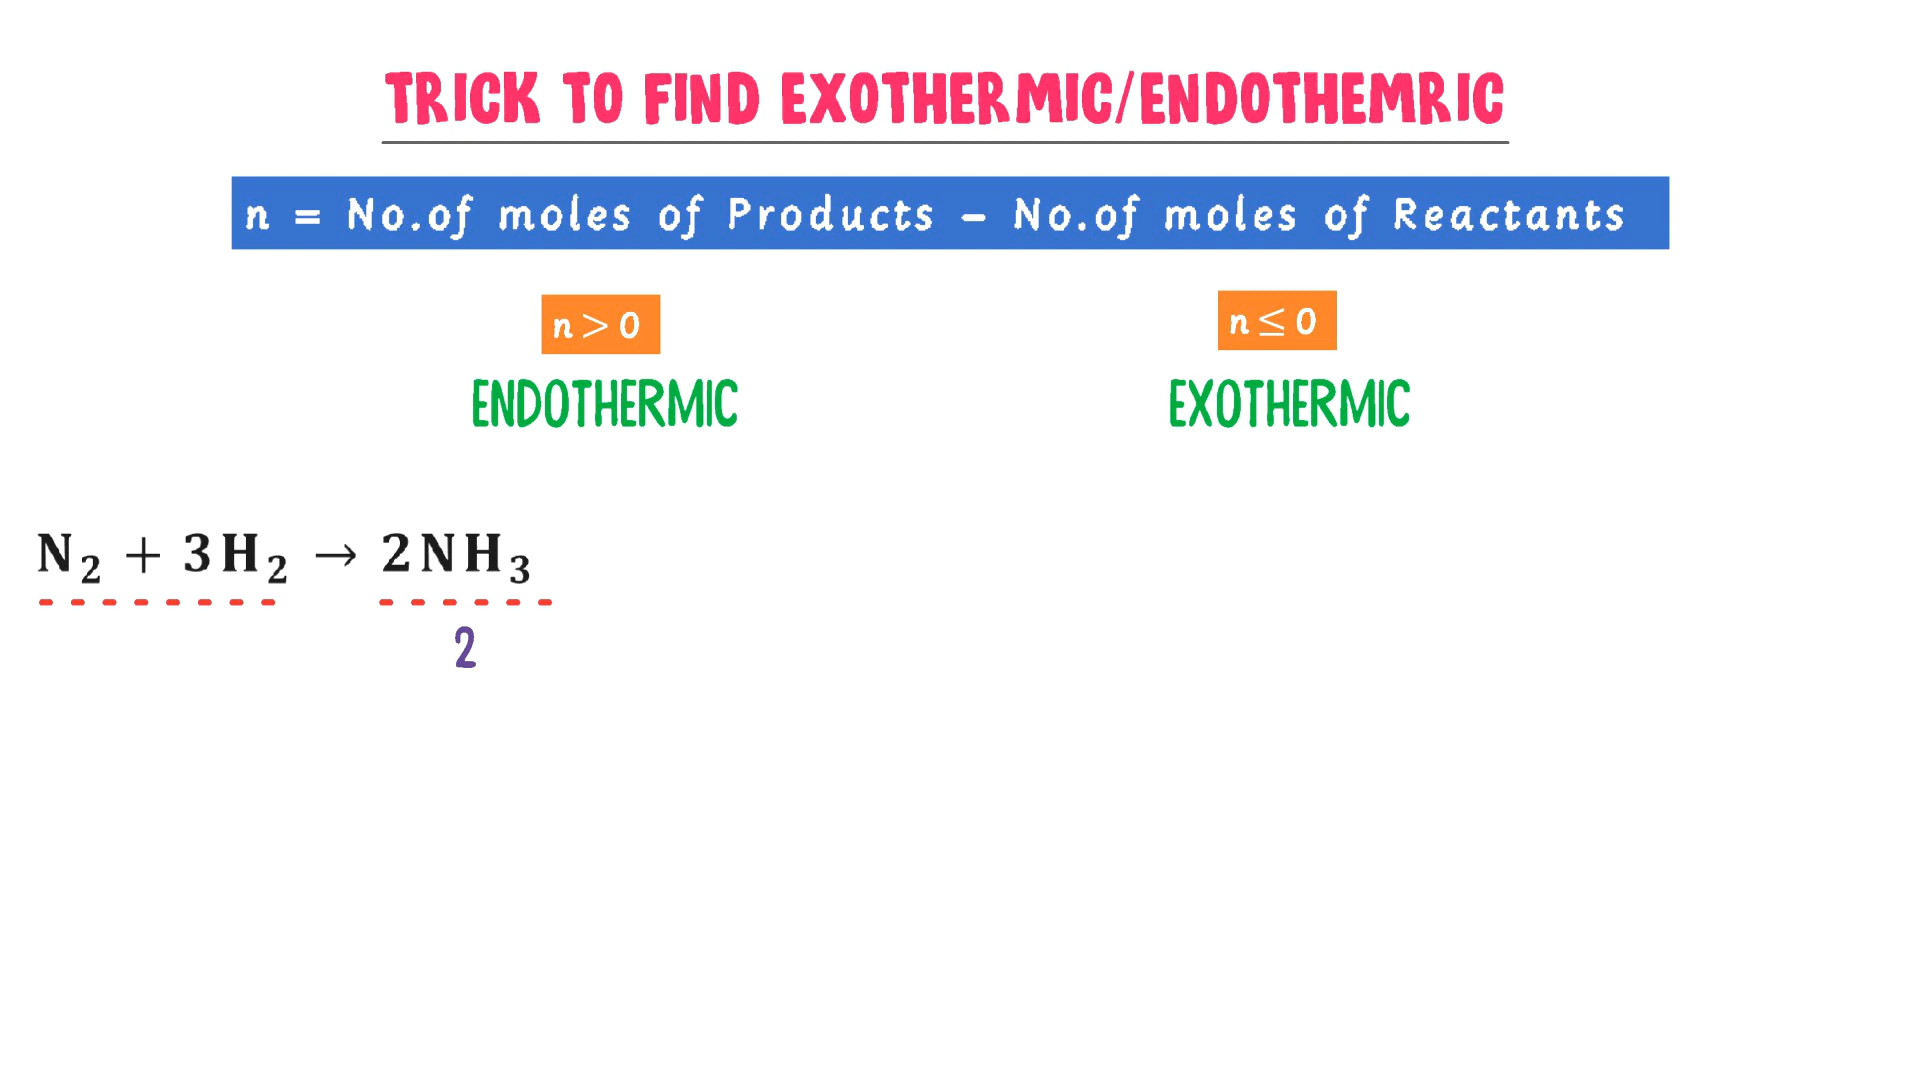 TRICK TO FIND EXOTHERMIC/ENDOTHEMRIC
n = No.of moles of Products – No.of moles of Reactants
n > 0
n ≤ 0
ENDOTHERMIC
EXOTHERMIC
N₂ + 3H₂ → 2NH₃
2